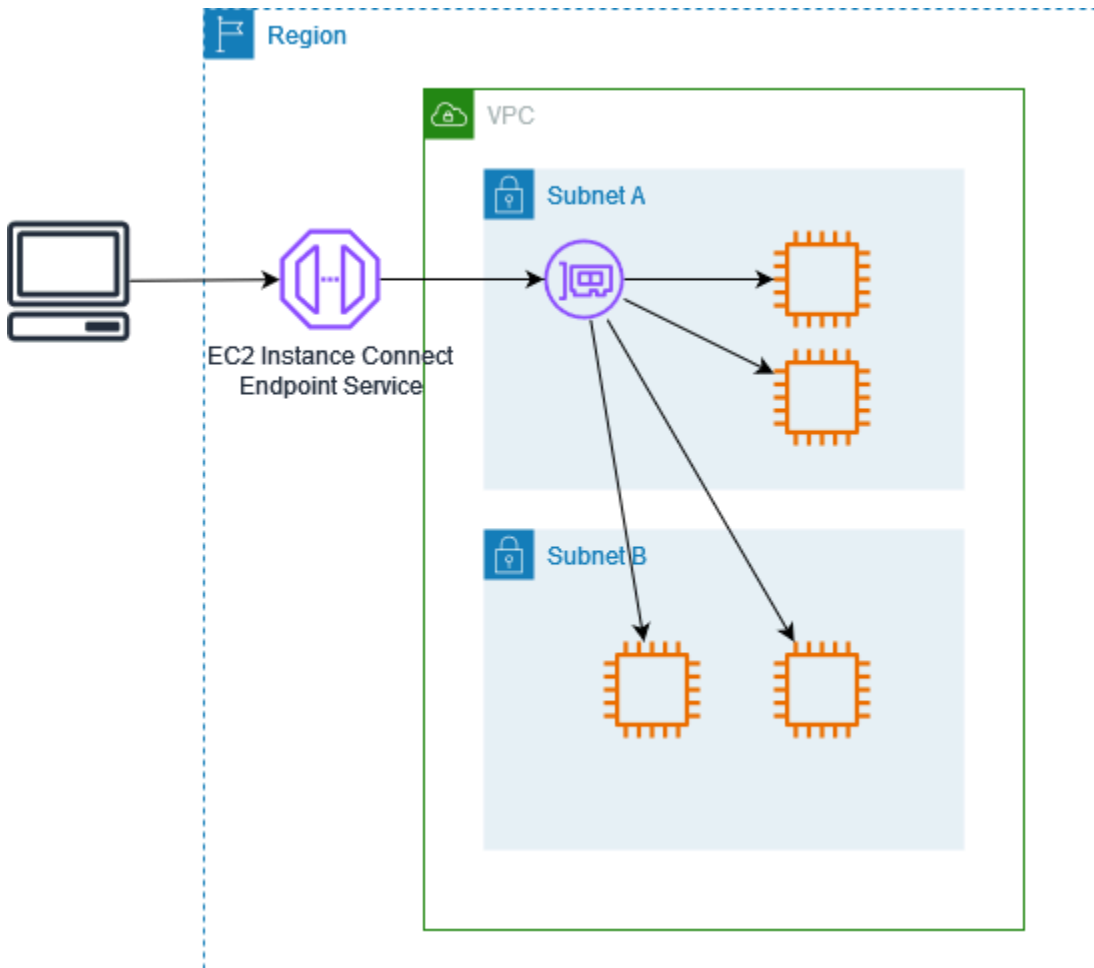 Region
VPC
Subnet A
EC2 Instance Connect
Endpoint Service
Subnet B